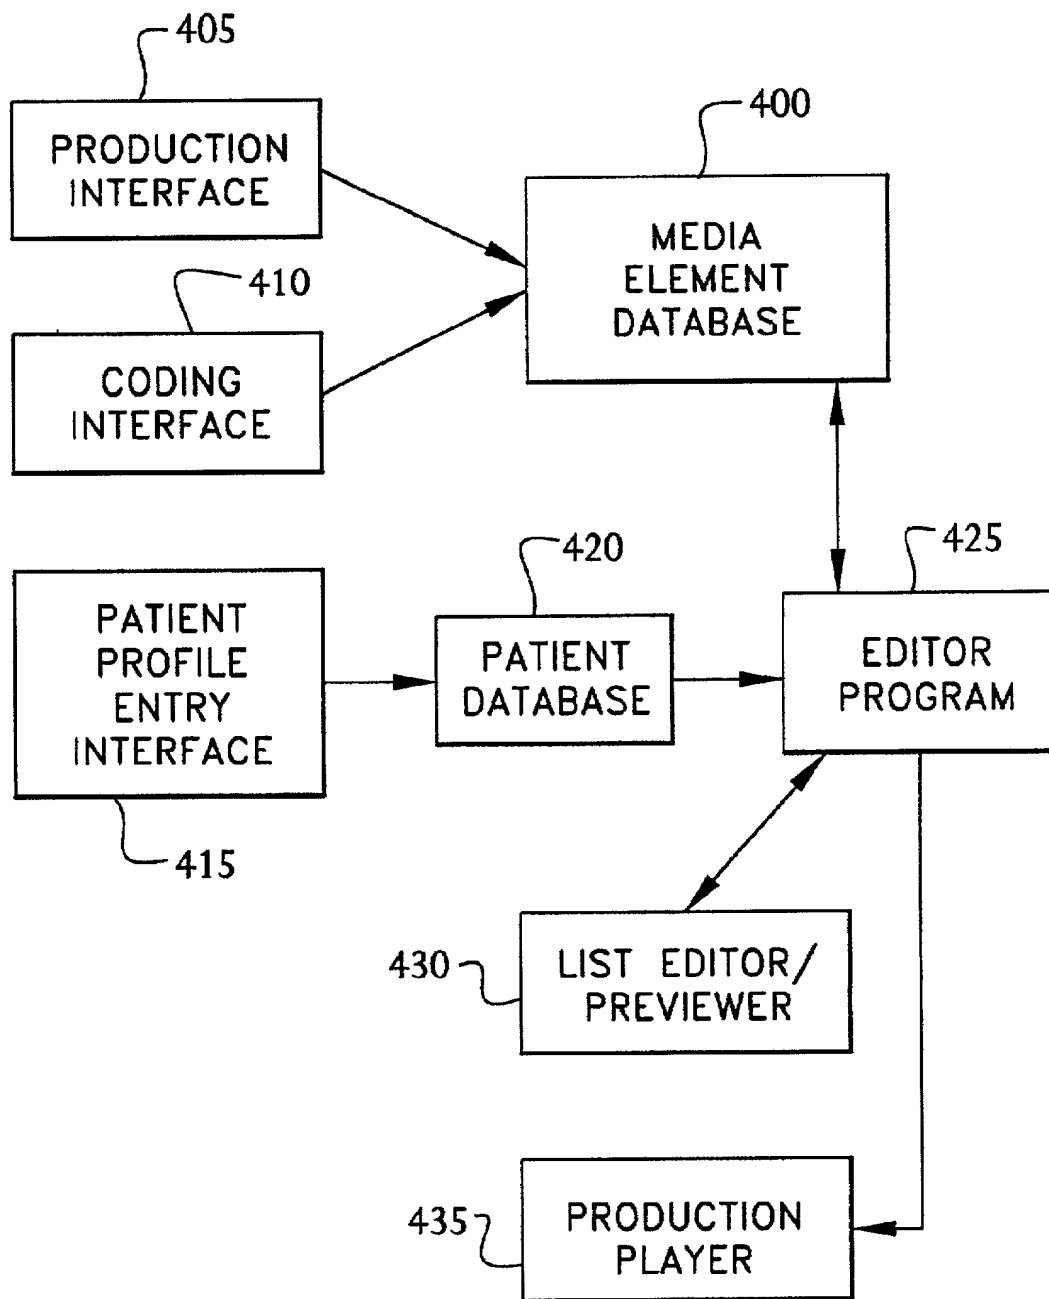 405
PRODUCTION
INTERFACE
400
MEDIA
ELEMENT
DATABASE
410
CODING
INTERFACE
420
425
PATIENT
PROFILE
ENTRY
INTERFACE
PATIENT
DATABASE
EDITOR
PROGRAM
415
430
LIST EDITOR/
PREVIEWER
435
PRODUCTION
PLAYER